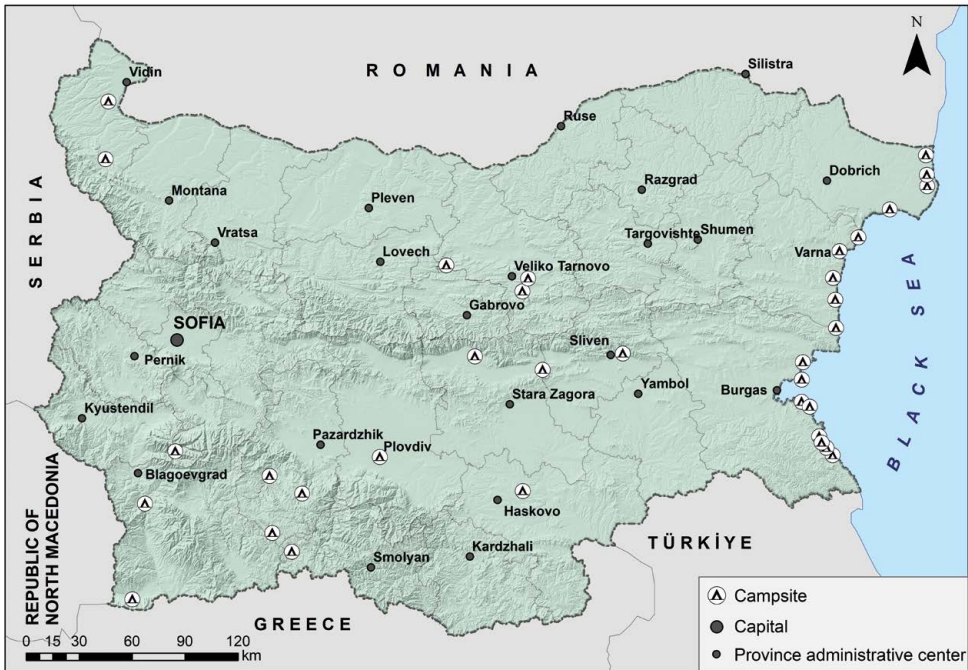 N
ROMANIA
Silistra
Vidin
Ruse
Dobrich
Razgrad
Montana
Pleven
SERBIA
Targovishte
Shumen
Vratsa
Varna
Lovech
Veliko Tarnovo
Gabrovo
BLACK SEA
SOFIA
Sliven
Pernik
Yambol
Burgas
Stara Zagora
Kyustendil
Pazardzhik
Plovdiv
Blagoevgrad
Haskovo
REPUBLIC OF
NORTH MACEDONIA
TÜRKİYE
Kardzhali
Smolyan
GREECE
0 15 30 60 90 120
km
Campsite
Capital
Province administrative center